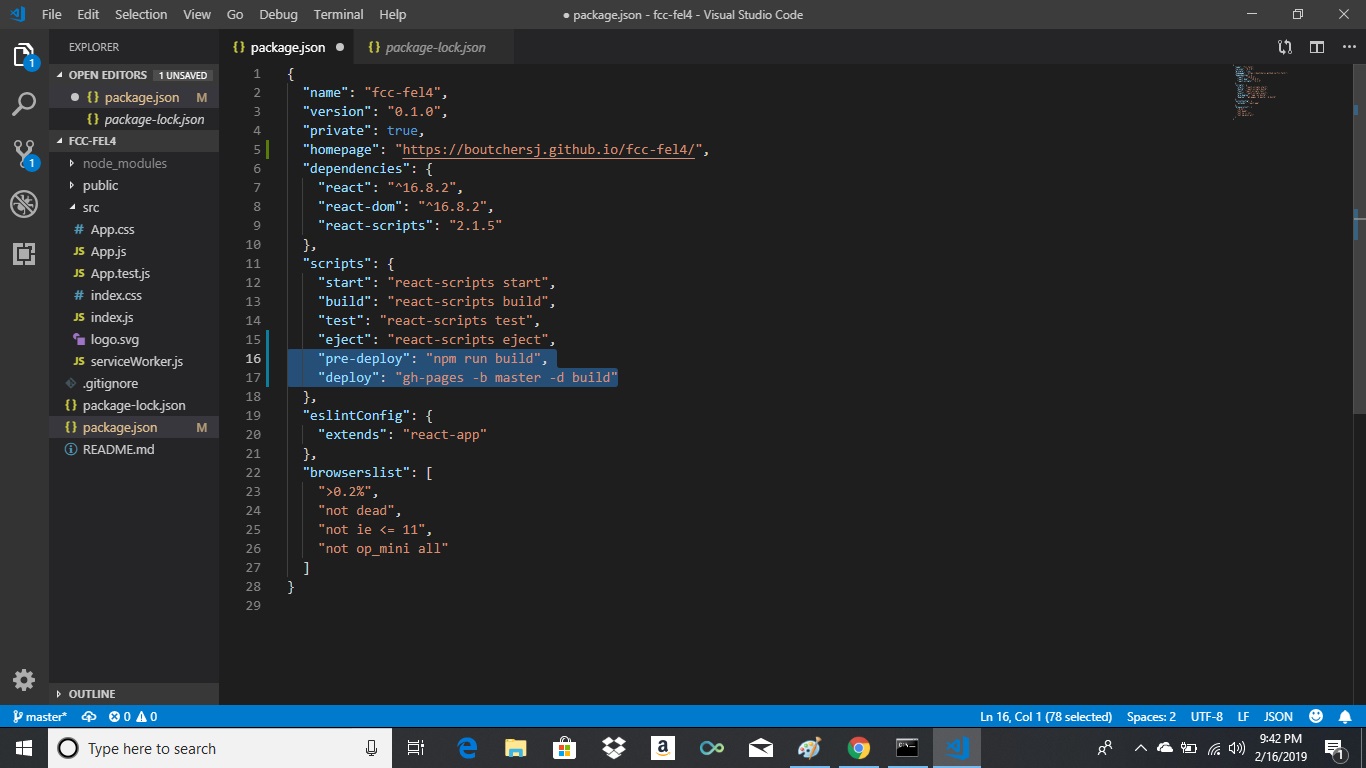 File Edit Selection View Go Debug Terminal Help
● package.json - fcc-fel4 - Visual Studio Code
EXPLORER
OPEN EDITORS 1 UNSAVED
● {} package.json M
{} package-lock.json
FCC-FEL4
node_modules
public
src
# App.css
JS App.js
JS App.test.js
# index.css
JS index.js
logo.svg
JS serviceWorker.js
.gitignore
{} package-lock.json
{} package.json M
README.md
OUTLINE
1
1
{} package.json ●
{} package-lock.json
1 {
2 "name": "fcc-fel4",
3 "version": "0.1.0",
4 "private": true,
5 "homepage": "https://boutchersj.github.io/fcc-fel4/",
6 "dependencies": {
7 "react": "^16.8.2",
8 "react-dom": "^16.8.2",
9 "react-scripts": "2.1.5"
10 },
11 "scripts": {
12 "start": "react-scripts start",
13 "build": "react-scripts build",
14 "test": "react-scripts test",
15 "eject": "react-scripts eject",
16 "pre-deploy": "npm run build",
17 "deploy": "gh-pages -b master -d build"
18 },
19 "eslintConfig": {
20 "extends": "react-app"
21 },
22 "browserslist": [
23 ">0.2%",
24 "not dead",
25 "not ie <= 11",
26 "not op_mini all"
27 ]
28 }
29
master* 0 0
Ln 16, Col 1 (78 selected) Spaces: 2 UTF-8 LF JSON
Type here to search
9:42 PM
2/16/2019
1